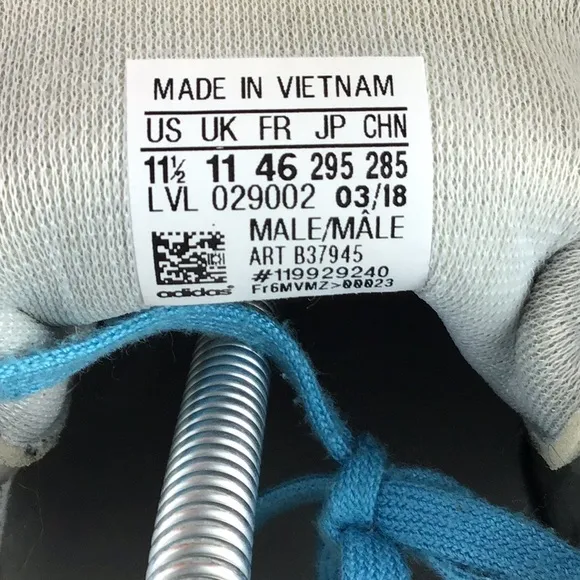 MADE IN VIETNAM
US UK FR JP CHN
11½ 11 46 295 285
LVL 029002 03/18
MALE/MÂLE
ART B37945
#119929240
adidas Fr6MVMZ>00023